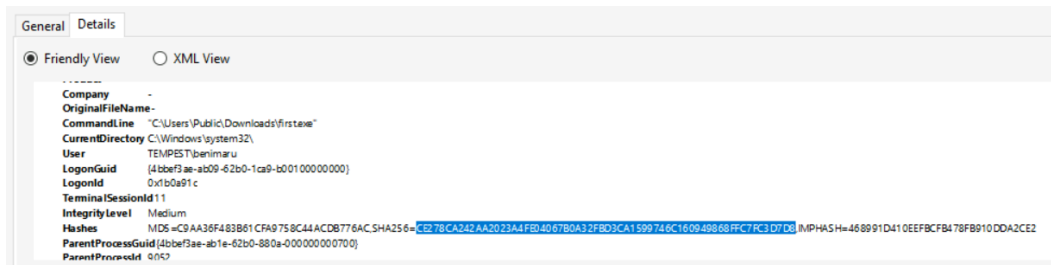 General Details
Friendly View XML View
Company -
OriginalFileName -
CommandLine "C:\Users\Public\Downloads\first.exe"
CurrentDirectory C:\Windows\system32\
User TEMPEST\benimaru
LogonGuid {4bbef3ae-ab09-62b0-1ca9-b00100000000}
LogonId 0x1b0a91c
TerminalSessionId 11
IntegrityLevel Medium
Hashes MD5=C9AA36F483B61CFA9758C44ACDB776AC,SHA256=CE278CA242AA2023A4FE04067B0A32FBD3CA1599746C160949868FFC7FC3D7D8,IMPHASH=468991D410EEFBCFB478FB910DDA2CE2
ParentProcessGuid {4bbef3ae-ab1e-62b0-880a-000000000700}
ParentProcessId 9052